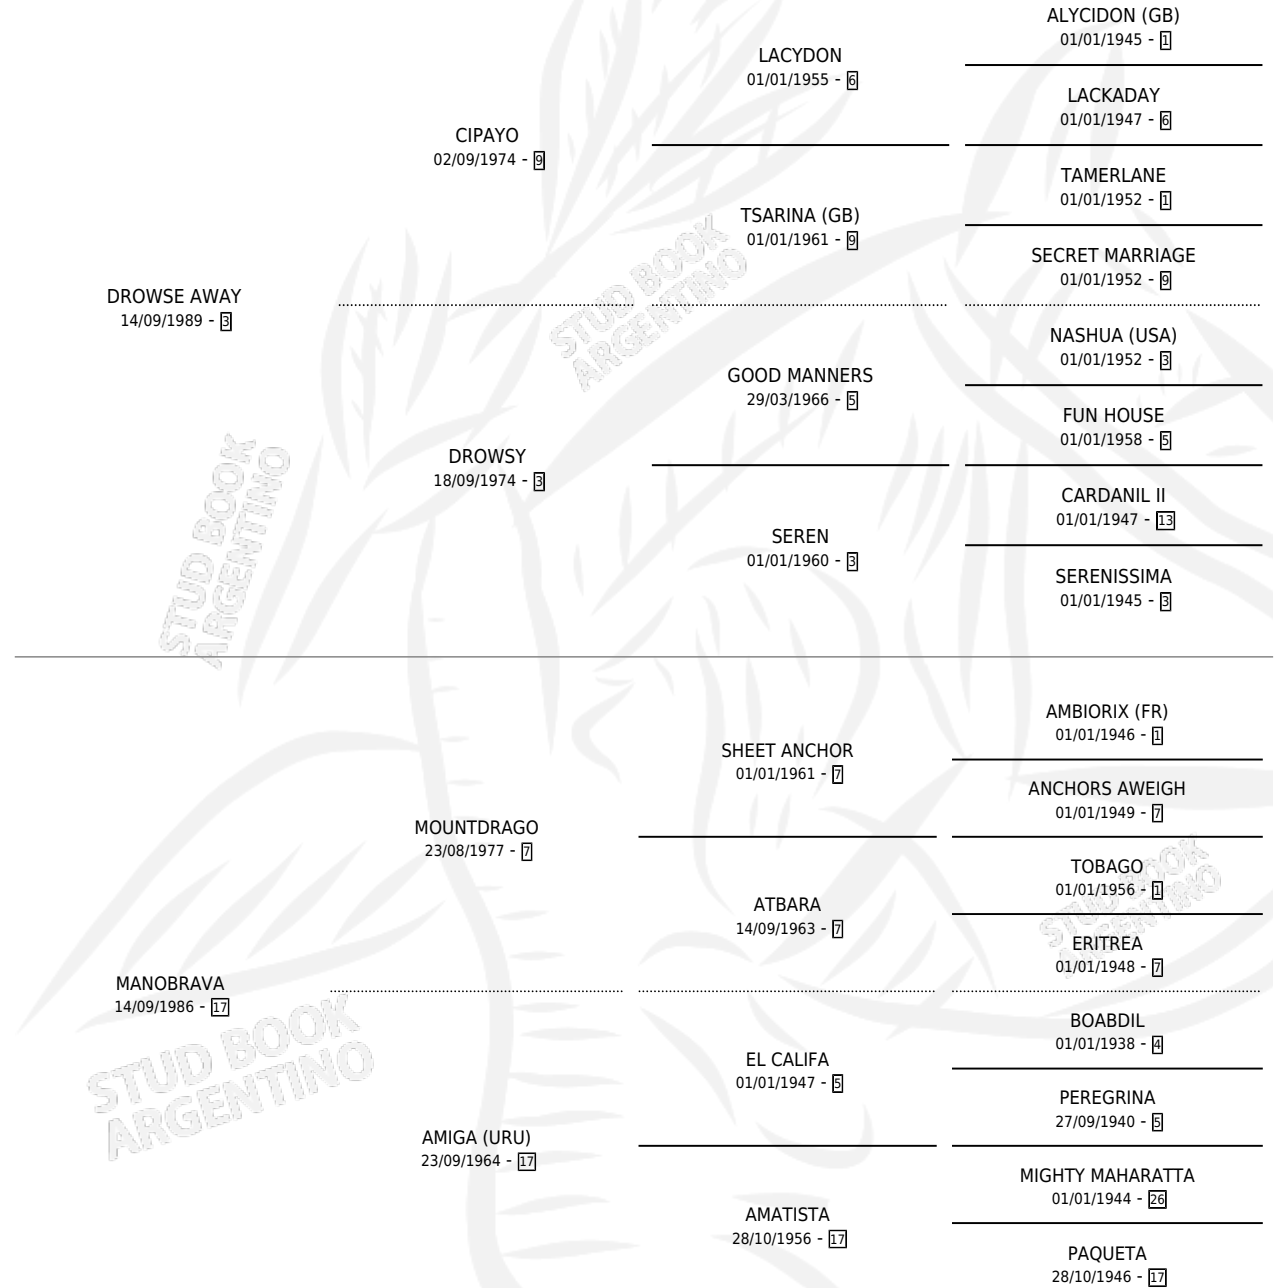 ALYCIDON (GB)
01/01/1945 - 1
LACYDON
01/01/1955 - 6
LACKADAY
01/01/1947 - 6
CIPAYO
02/09/1974 - 9
TAMERLANE
01/01/1952 - 1
TSARINA (GB)
01/01/1961 - 9
SECRET MARRIAGE
01/01/1952 - 9
DROWSE AWAY
14/09/1989 - 3
STUD BOOK
ARGENTINO
NASHUA (USA)
01/01/1952 - 3
GOOD MANNERS
29/03/1966 - 5
FUN HOUSE
01/01/1958 - 5
DROWSY
18/09/1974 - 3
CARDANIL II
01/01/1947 - 13
SEREN
01/01/1960 - 3
SERENISSIMA
01/01/1945 - 3
STUD BOOK
ARGENTINO
AMBIORIX (FR)
01/01/1946 - 1
SHEET ANCHOR
01/01/1961 - 7
ANCHORS AWEIGH
01/01/1949 - 7
MOUNTDRAGO
23/08/1977 - 7
TOBAGO
01/01/1956 - 1
ATBARA
14/09/1963 - 7
STUD BOOK
ARGENTINO
ERITREA
01/01/1948 - 7
MANOBRAVA
14/09/1986 - 17
BOABDIL
01/01/1938 - 4
EL CALIFA
01/01/1947 - 5
STUD BOOK
ARGENTINO
PEREGRINA
27/09/1940 - 5
AMIGA (URU)
23/09/1964 - 17
MIGHTY MAHARATTA
01/01/1944 - 26
AMATISTA
28/10/1956 - 17
PAQUETA
28/10/1946 - 17